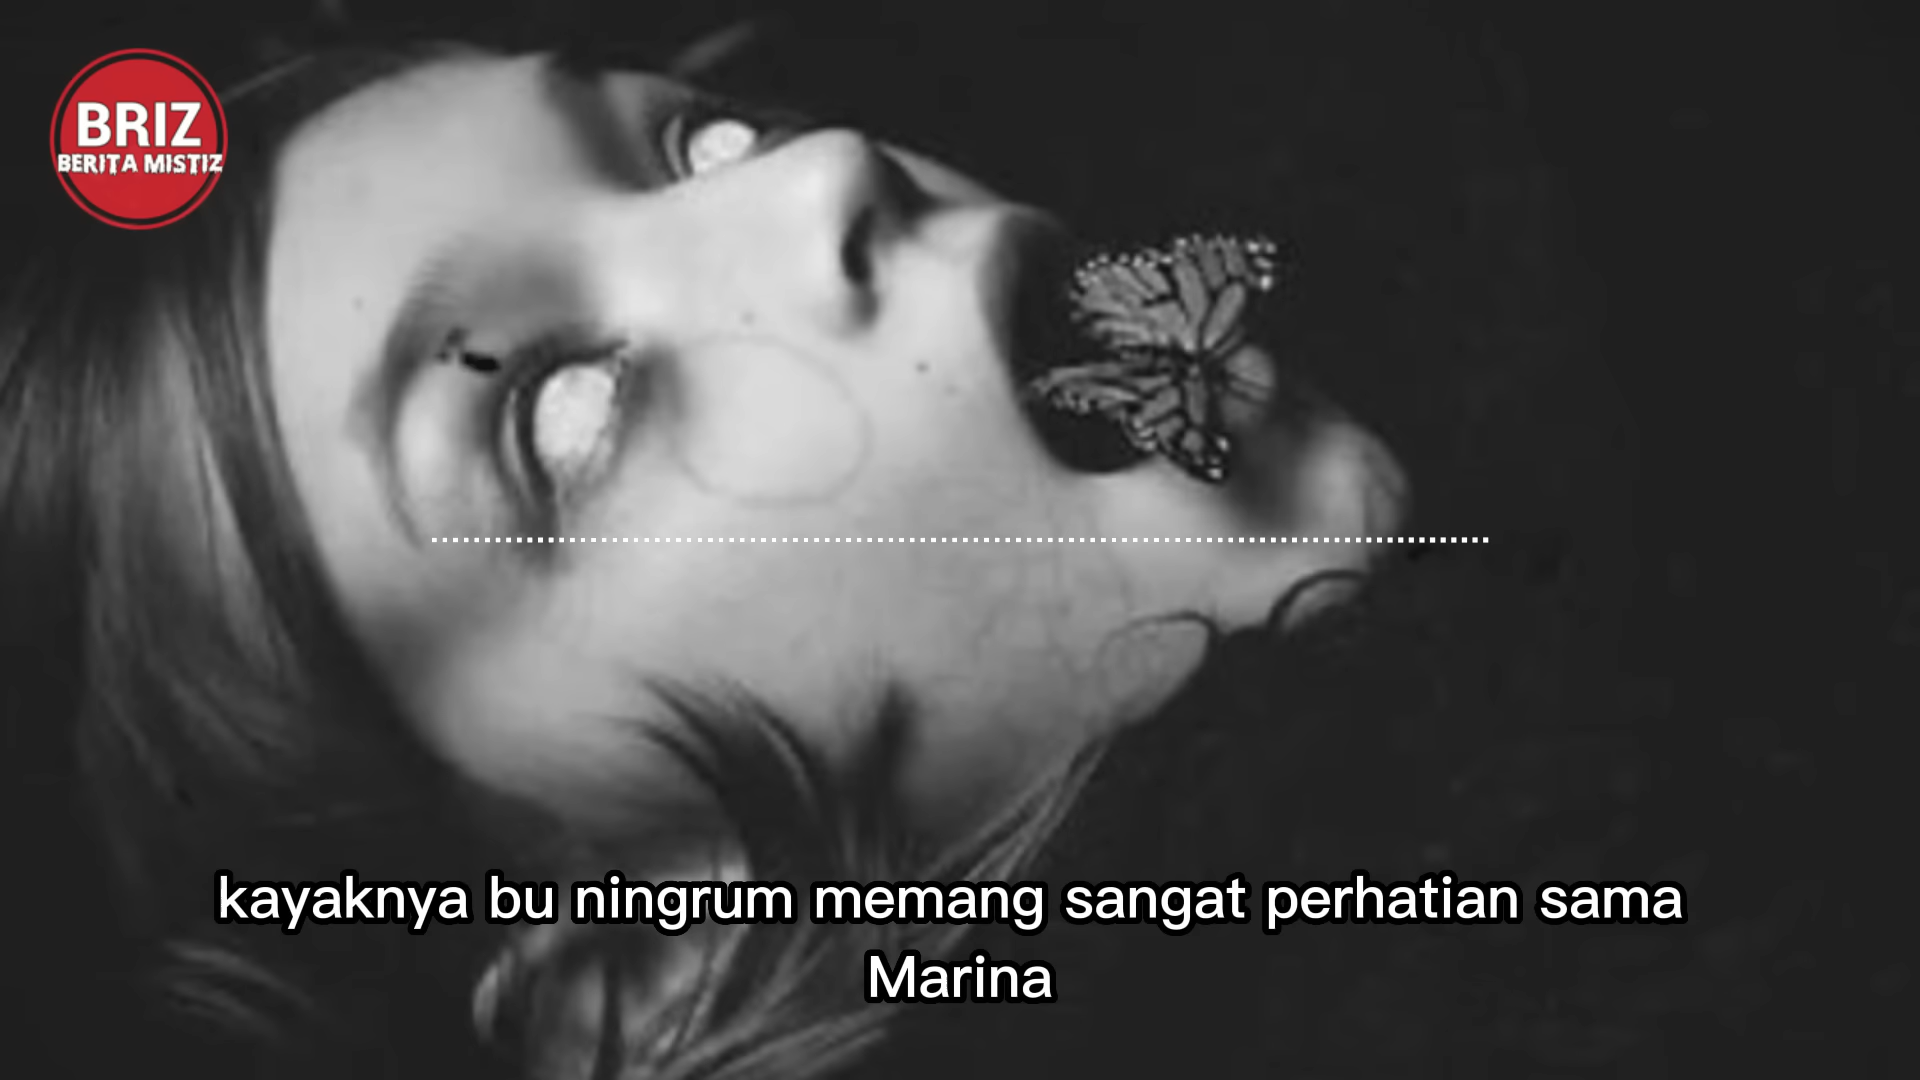 BRIZ
BERITA MISTIZ
kayaknya bu ningrum memang sangat perhatian sama
Marina